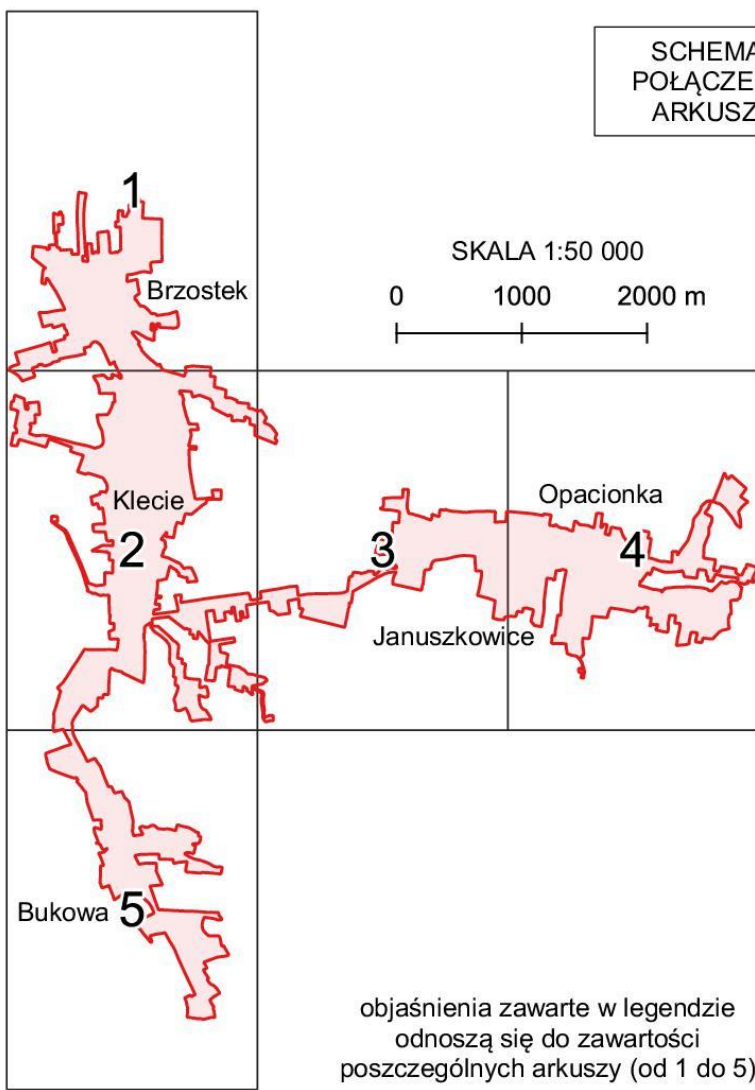 SCHEMA
POŁĄCZE
ARKUSZ
1
SKALA 1:50 000
Brzostek
0 1000 2000 m
Klecie
Opacionka
2
3
4
Januszkowice
Bukowa 5
objaśnienia zawarte w legendzie
odnoszą się do zawartości
poszczególnych arkuszy (od 1 do 5)